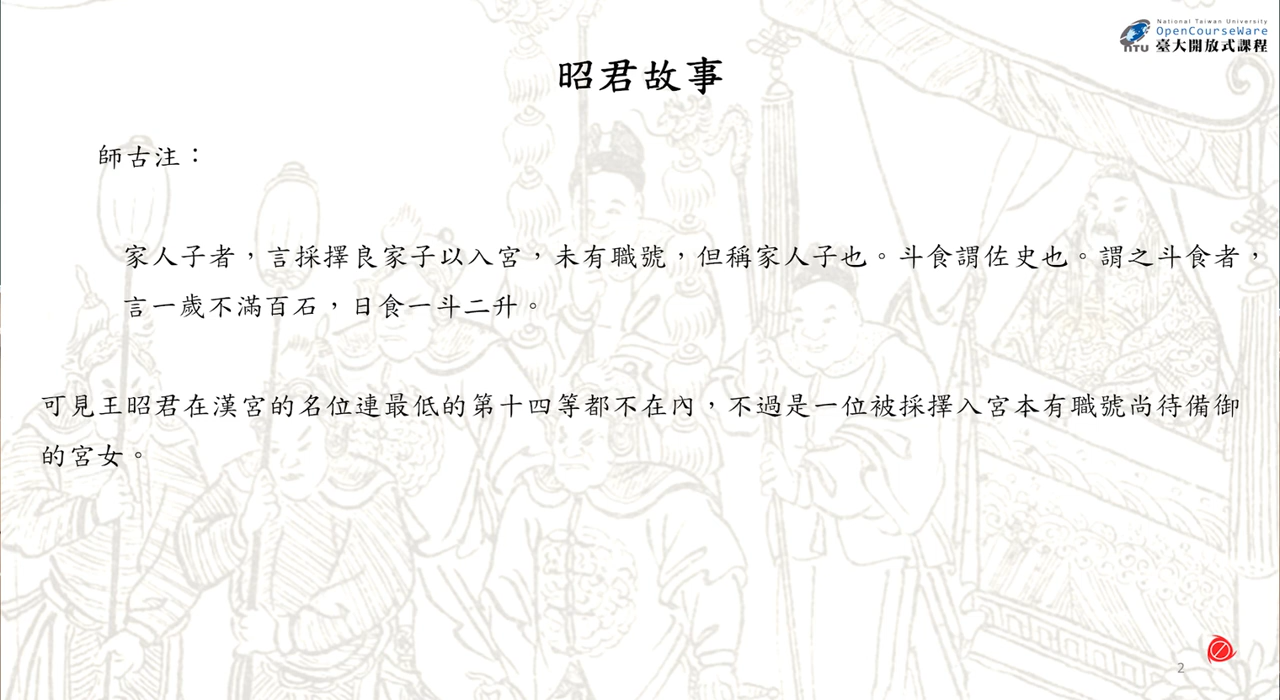 National Taiwan University
OpenCourseWare
NTU 臺大開放式課程
昭君故事
師古注：
家人子者，言採擇良家子以入宮，未有職號，但稱家人子也。斗食謂佐史也。謂之斗食者，
言一歲不滿百石，日食一斗二升。
可見王昭君在漢宮的名位連最低的第十四等都不在內，不過是一位被採擇入宮本有職號尚待備御
的宮女。
2